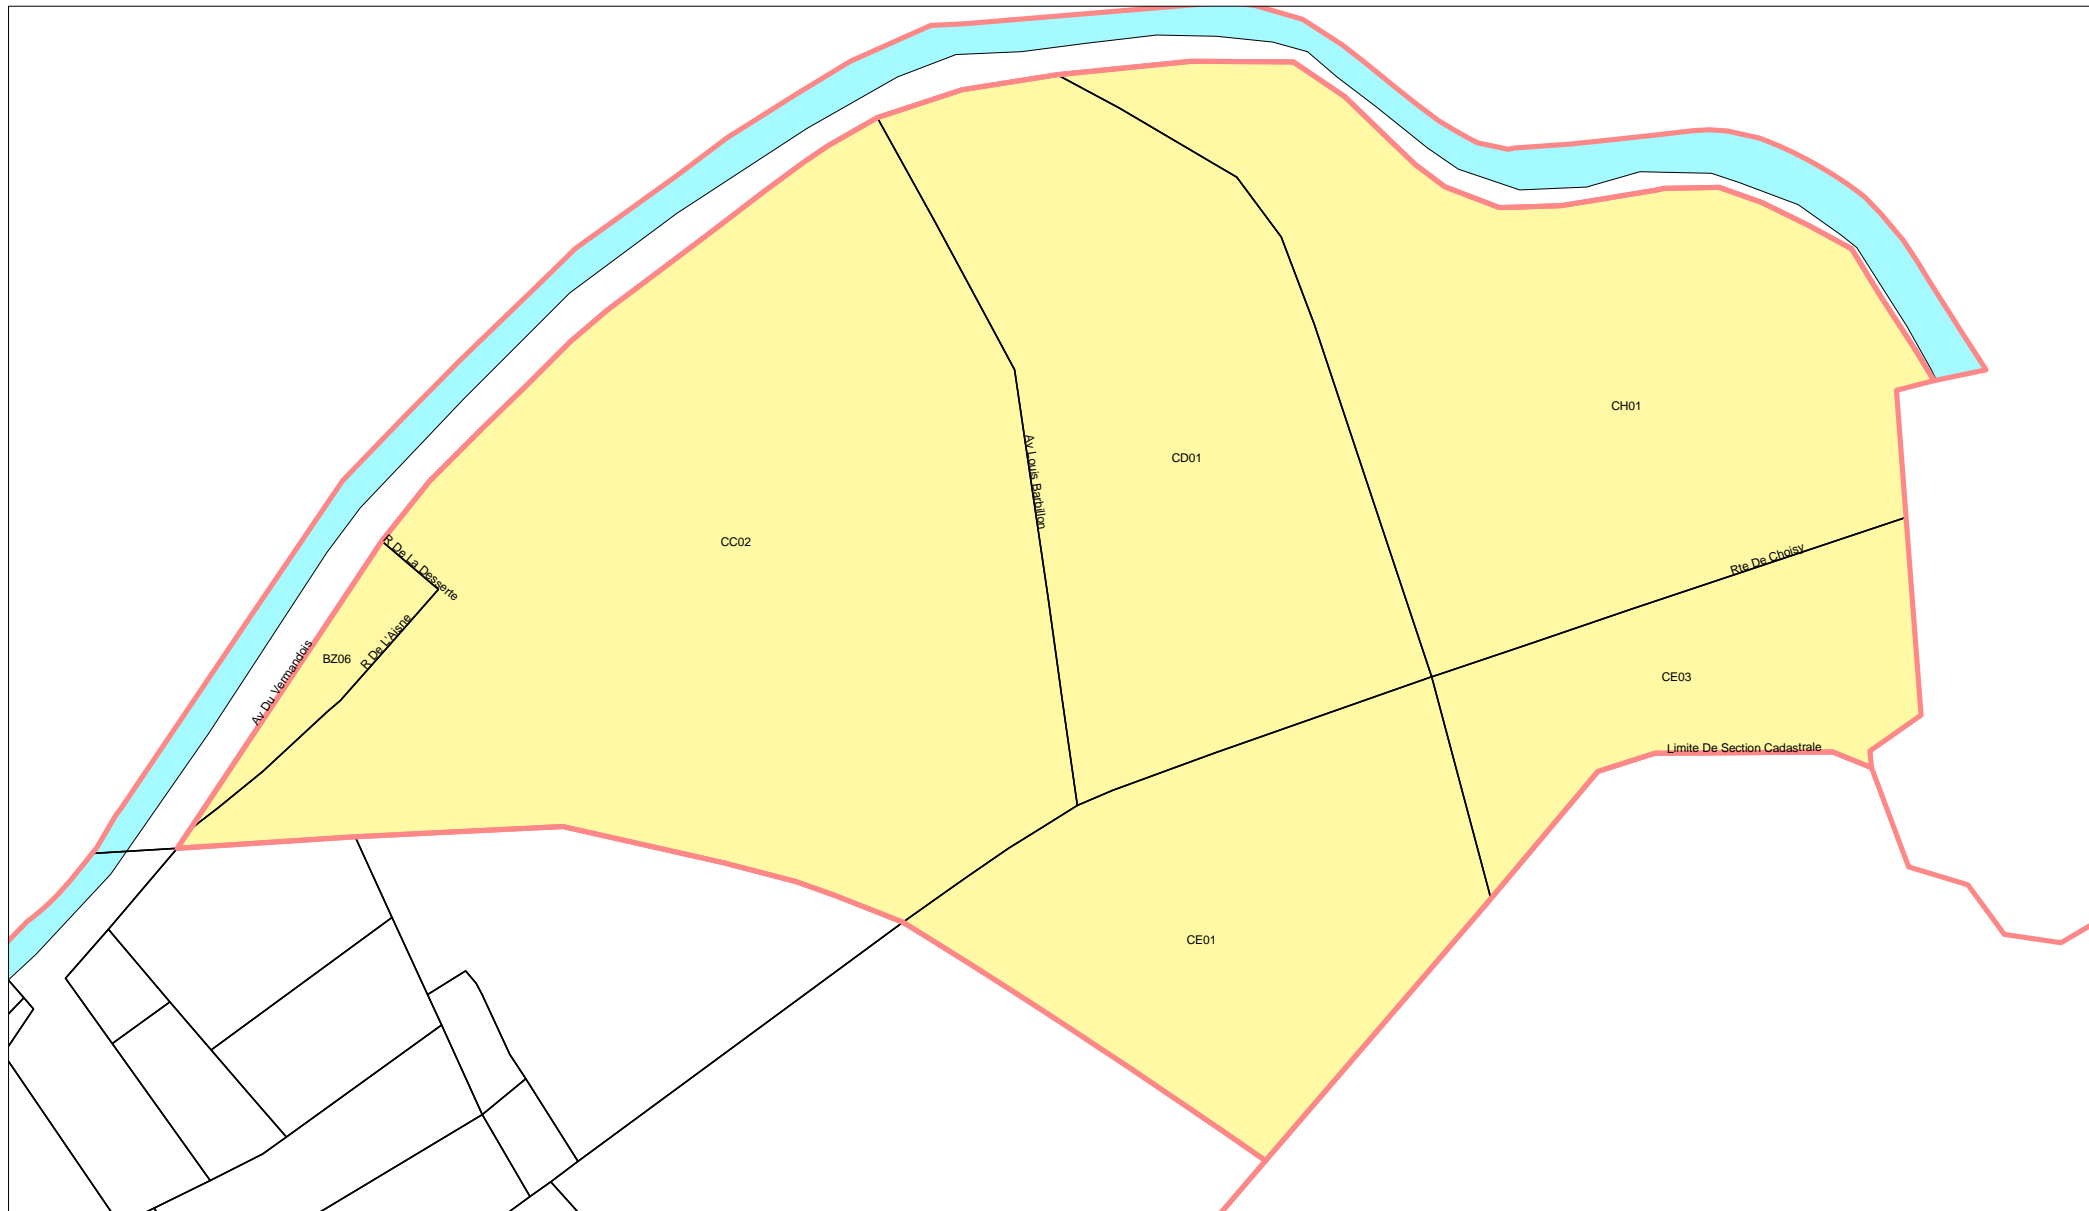 CH01
CD01
Av Louis Barbillon
CC02
R De La Desserte
Rte De Choisy
R De L'Aisne
BZ06
Av Du Vermandois
CE03
Limite De Section Cadastrale
CE01